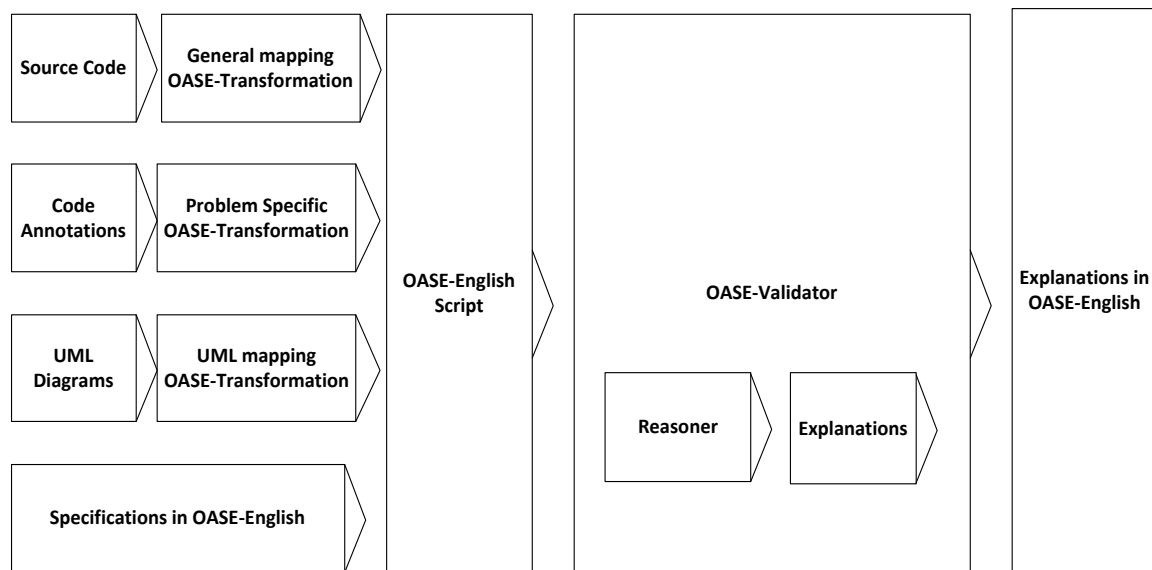 Source Code
General mapping
OASE-Transformation
Code
Annotations
Problem Specific
OASE-Transformation
UML
Diagrams
UML mapping
OASE-Transformation
Specifications in OASE-English
OASE-English
Script
OASE-Validator
Reasoner
Explanations
Explanations in
OASE-English